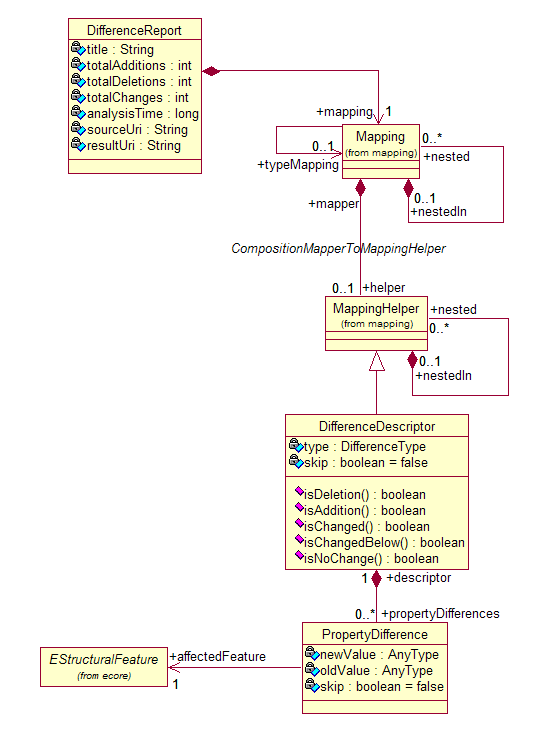 DifferenceReport
title : String
totalAdditions : int
totalDeletions : int
totalChanges : int
analysisTime : long
sourceUri : String
resultUri : String
+mapping
1
Mapping
(from mapping)
0..1
+typeMapping
0..*
+nested
0..1
+nestedIn
+mapper
CompositionMapperToMappingHelper
0..1
+helper
MappingHelper
(from mapping)
+nested
0..*
0..1
+nestedIn
DifferenceDescriptor
type : DifferenceType
skip : boolean = false
isDeletion() : boolean
isAddition() : boolean
isChanged() : boolean
isChangedBelow() : boolean
isNoChange() : boolean
1
+descriptor
0..*
+propertyDifferences
PropertyDifference
newValue : AnyType
oldValue : AnyType
skip : boolean = false
+affectedFeature
1
EStructuralFeature
(from ecore)